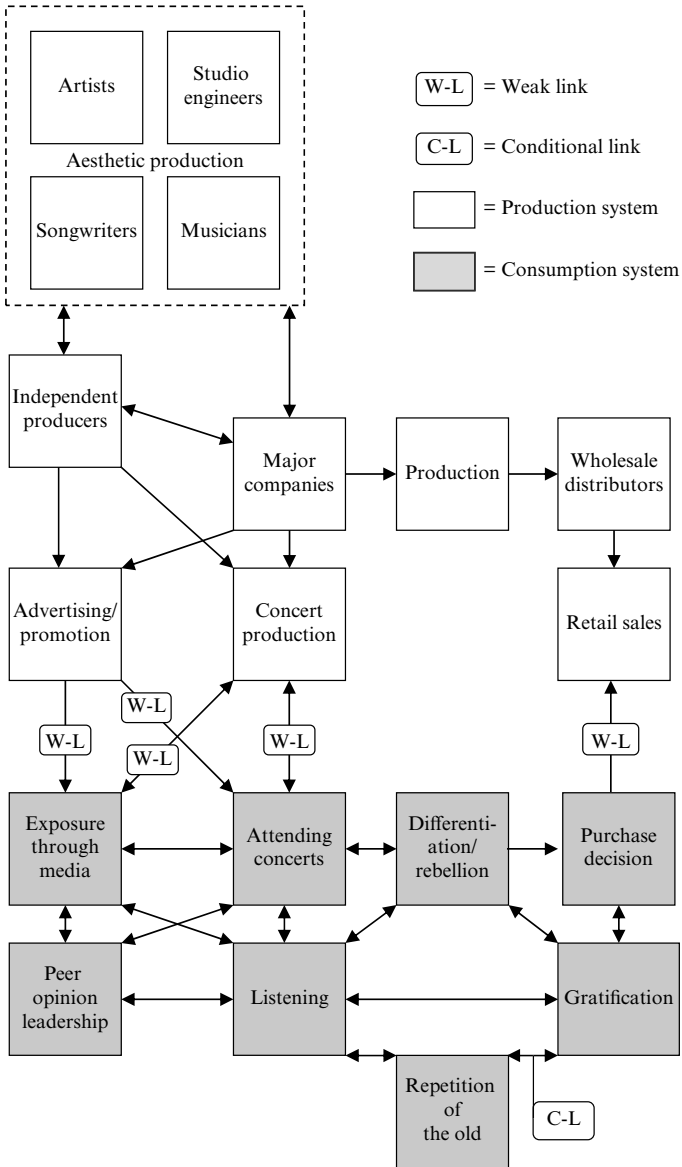 Artists
Studio
engineers
Aesthetic production
Songwriters
Musicians
W-L = Weak link
C-L = Conditional link
= Production system
= Consumption system
Independent
producers
Major
companies
Production
Wholesale
distributors
Advertising/
promotion
Concert
production
Retail sales
W-L
W-L
W-L
W-L
W-L
Exposure
through
media
Attending
concerts
Differenti-
ation/
rebellion
Purchase
decision
Peer
opinion
leadership
Listening
Gratification
Repetition
of
the old
C-L